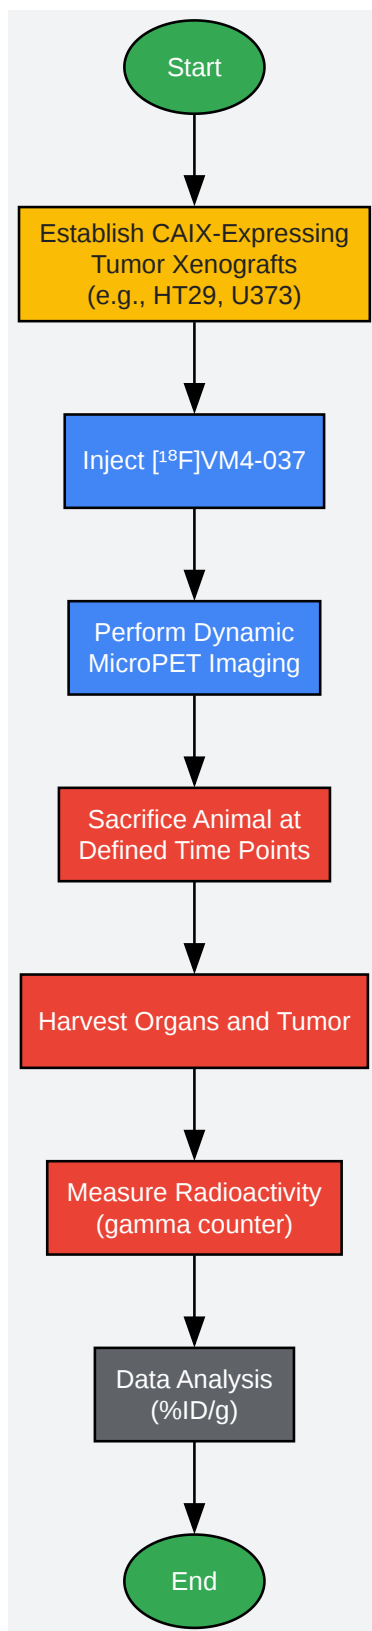 Start
Establish CAIX-Expressing
Tumor Xenografts
(e.g., HT29, U373)
Inject [¹⁸F]VM4-037
Perform Dynamic
MicroPET Imaging
Sacrifice Animal at
Defined Time Points
Harvest Organs and Tumor
Measure Radioactivity
(gamma counter)
Data Analysis
(%ID/g)
End